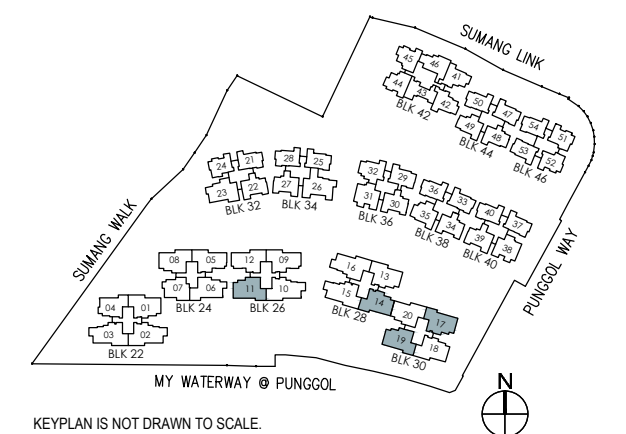 SUMANG LINK
45
46
41
44
43
42
BLK 42
50
47
49
48
BLK 44
54
51
53
52
BLK 46
24
21
23
22
BLK 32
28
25
27
26
BLK 34
32
29
31
30
BLK 36
36
33
35
34
BLK 38
40
37
39
38
BLK 40
SUMANG WALK
PUNGGOL WAY
08
05
07
06
BLK 24
12
09
11
10
BLK 26
16
13
15
14
BLK 28
20
17
19
18
BLK 30
04
01
03
02
BLK 22
MY WATERWAY @ PUNGGOL
N
KEYPLAN IS NOT DRAWN TO SCALE.